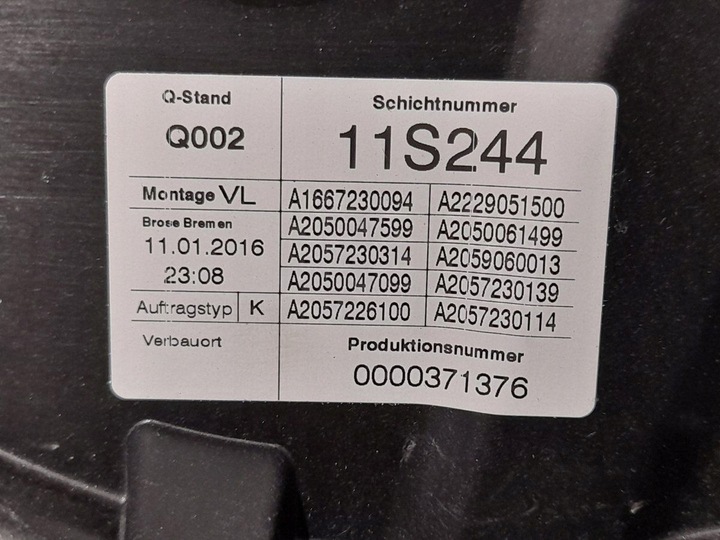 Q-Stand
Q002
Schichtnummer
11S244
Montage VL
Brose Bremen
11.01.2016
23:08
Auftragstyp K
Verbauort
A1667230094 A2229051500
A2050047599 A2050061499
A2057230314 A2059060013
A2050047099 A2057230139
A2057226100 A2057230114
Produktionsnummer
0000371376